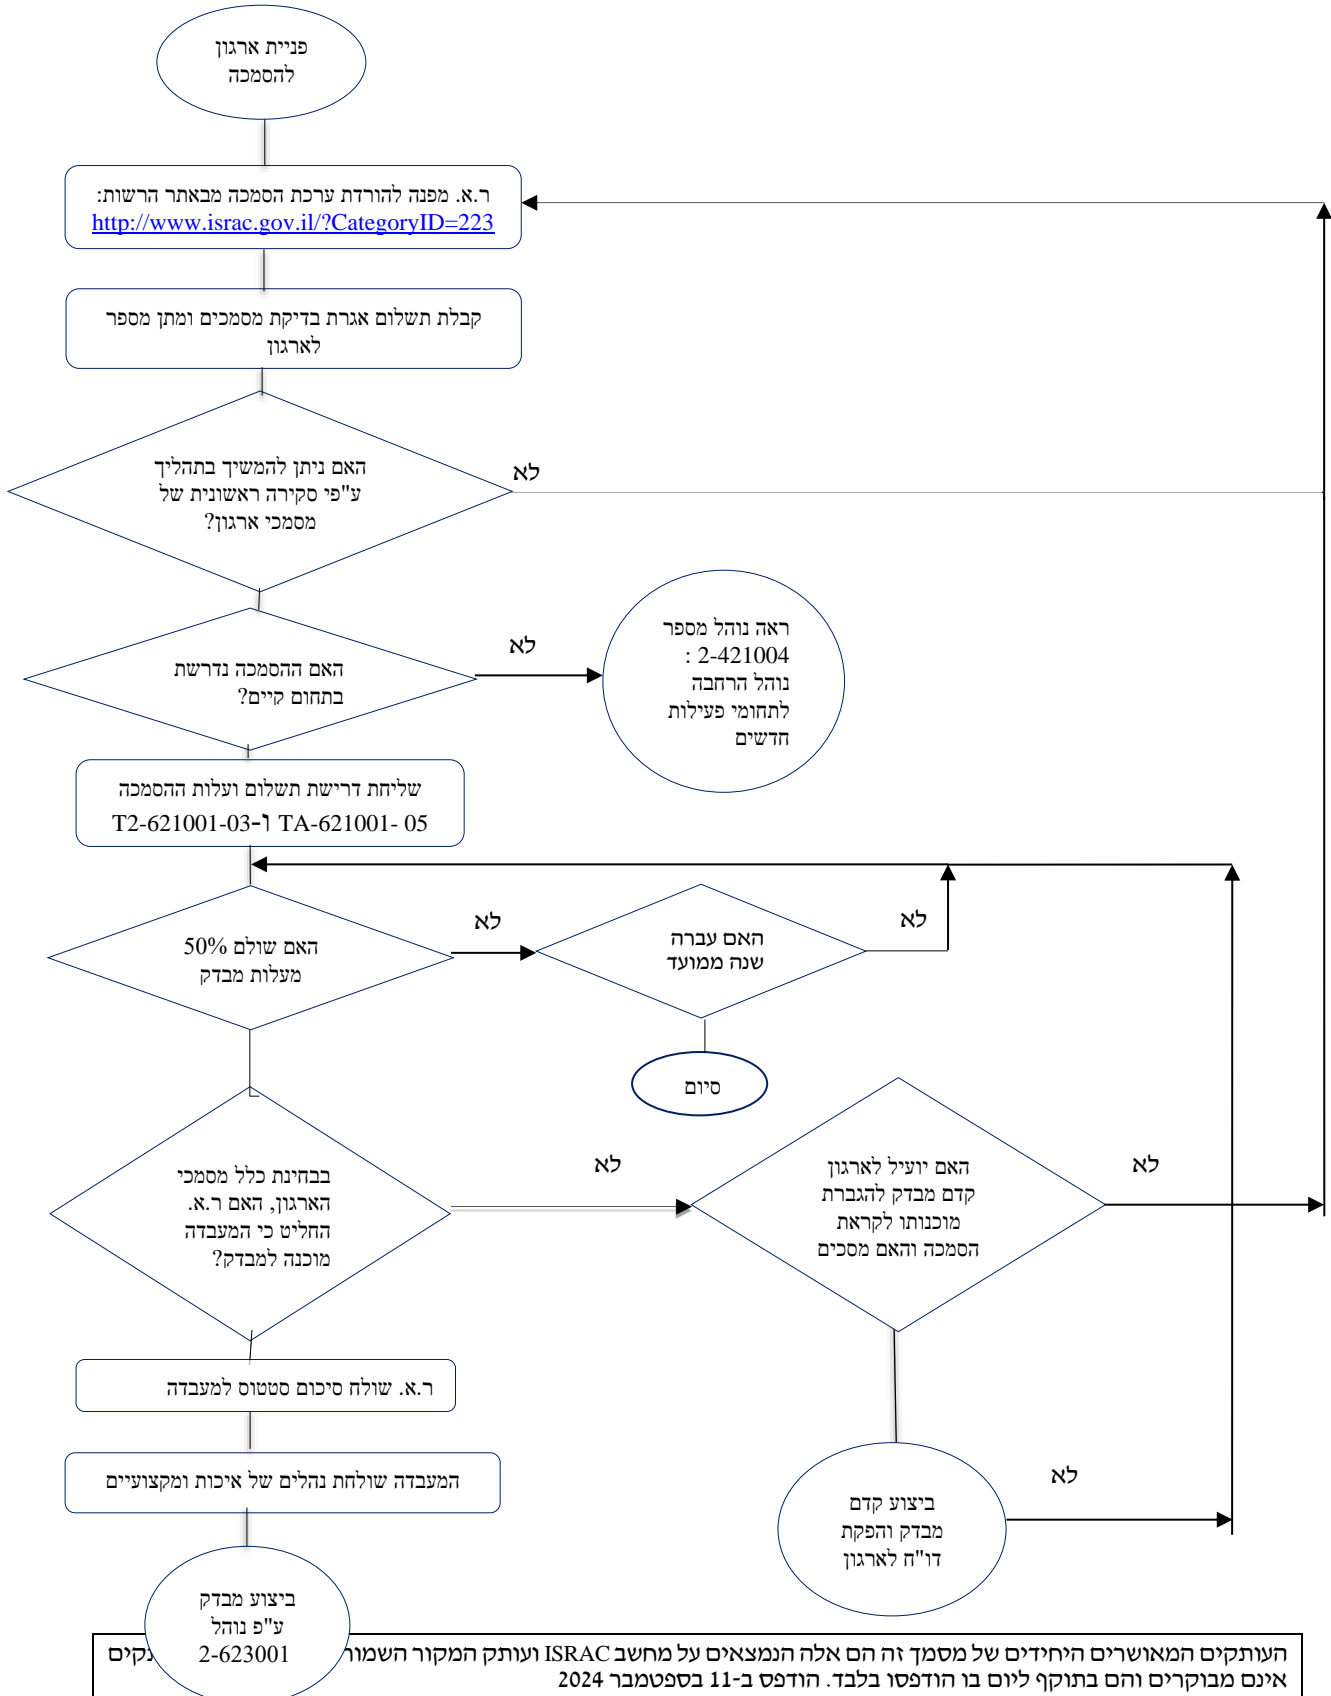 פניית ארגון
להסמכה
ר.א. מפנה להורדת ערכת הסמכה מבאתר הרשות:
http://www.israc.gov.il/?CategoryID=223
קבלת תשלום אגרת בדיקת מסמכים ומתן מספר
לארגון
האם ניתן להמשיך בתהליך
ע"פי סקירה ראשונית של
מסמכי ארגון?
לא
האם ההסמכה נדרשת
בתחום קיים?
לא
ראה נוהל מספר
2-421004 :
נוהל הרחבה
לתחומי פעילות
חדשים
שליחת דרישת תשלום ועלות ההסמכה
T2-621001-03-ו TA-621001- 05
האם שולם 50%
מעלות מבדק
לא
האם עברה
שנה ממועד
לא
סיום
בבחינת כלל מסמכי
הארגון, האם ר.א.
החליט כי המעבדה
מוכנה למבדק?
לא
האם יועיל לארגון
קדם מבדק להגברת
מוכנותו לקראת
הסמכה והאם מסכים
לא
ר.א. שולח סיכום סטטוס למעבדה
המעבדה שולחת נהלים של איכות ומקצועיים
ביצוע קדם
מבדק והפקת
דו"ח לארגון
לא
ביצוע מבדק
ע"פ נוהל
2-623001
העותקים המאושרים היחידים של מסמך זה הם אלה הנמצאים על מחשב ISRAC ועותק המקור
אינם מבוקרים והם בתוקף ליום בו הודפסו בלבד. הודפס ב-11 בספטמבר 2024